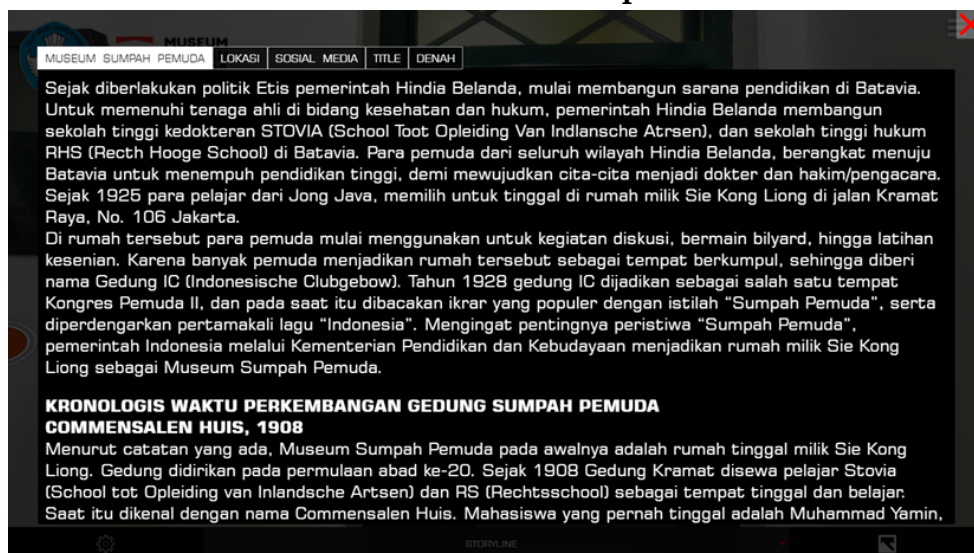 MUSEUM
MUSEUM SUMPAH PEMUDA LOKASI SOSIAL MEDIA TITLE DENAH
Sejak diberlakukan politik Etis pemerintah Hindia Belanda, mulai membangun sarana pendidikan di Batavia.
Untuk memenuhi tenaga ahli di bidang kesehatan dan hukum, pemerintah Hindia Belanda membangun
sekolah tinggi kedokteran STOVIA (School Toot Opleiding Van Indlansche Atrsen), dan sekolah tinggi hukum
RHS (Recth Hooge School) di Batavia. Para pemuda dari seluruh wilayah Hindia Belanda, berangkat menuju
Batavia untuk menempuh pendidikan tinggi, demi mewujudkan cita-cita menjadi dokter dan hakim/pengacara.
Sejak 1925 para pelajar dari Jong Java, memilih untuk tinggal di rumah milik Sie Kong Liong di jalan Kramat
Raya, No. 106 Jakarta.
Di rumah tersebut para pemuda mulai menggunakan untuk kegiatan diskusi, bermain bilyard, hingga latihan
kesenian. Karena banyak pemuda menjadikan rumah tersebut sebagai tempat berkumpul, sehingga diberi
nama Gedung IC (Indonesische Clubgebow). Tahun 1928 gedung IC dijadikan sebagai salah satu tempat
Kongres Pemuda II, dan pada saat itu dibacakan ikrar yang populer dengan istilah “Sumpah Pemuda”, serta
diperdengarkan pertamakali lagu “Indonesia”. Mengingat pentingnya peristiwa “Sumpah Pemuda”,
pemerintah Indonesia melalui Kementerian Pendidikan dan Kebudayaan menjadikan rumah milik Sie Kong
Liong sebagai Museum Sumpah Pemuda.
KRONOLOGIS WAKTU PERKEMBANGAN GEDUNG SUMPAH PEMUDA
COMMENSALEN HUIS, 1908
Menurut catatan yang ada, Museum Sumpah Pemuda pada awalnya adalah rumah tinggal milik Sie Kong
Liong. Gedung didirikan pada permulaan abad ke-20. Sejak 1908 Gedung Kramat disewa pelajar Stovia
(School tot Opleiding van Inlandsche Artsen) dan RS (Rechtsschool) sebagai tempat tinggal dan belajar.
Saat itu dikenal dengan nama Commensalen Huis. Mahasiswa yang pernah tinggal adalah Muhammad Yamin,
STORYLINE